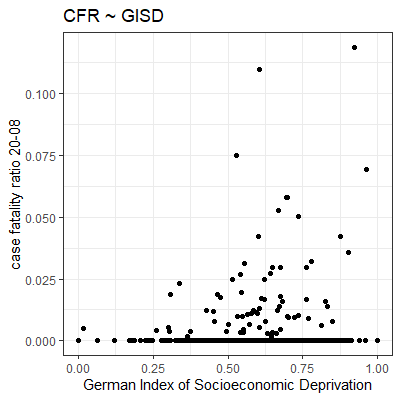 CFR ~ GISD
case fatality ratio 20-08
0.100
0.075
0.050
0.025
0.000
0.00 0.25 0.50 0.75 1.00
German Index of Socioeconomic Deprivation